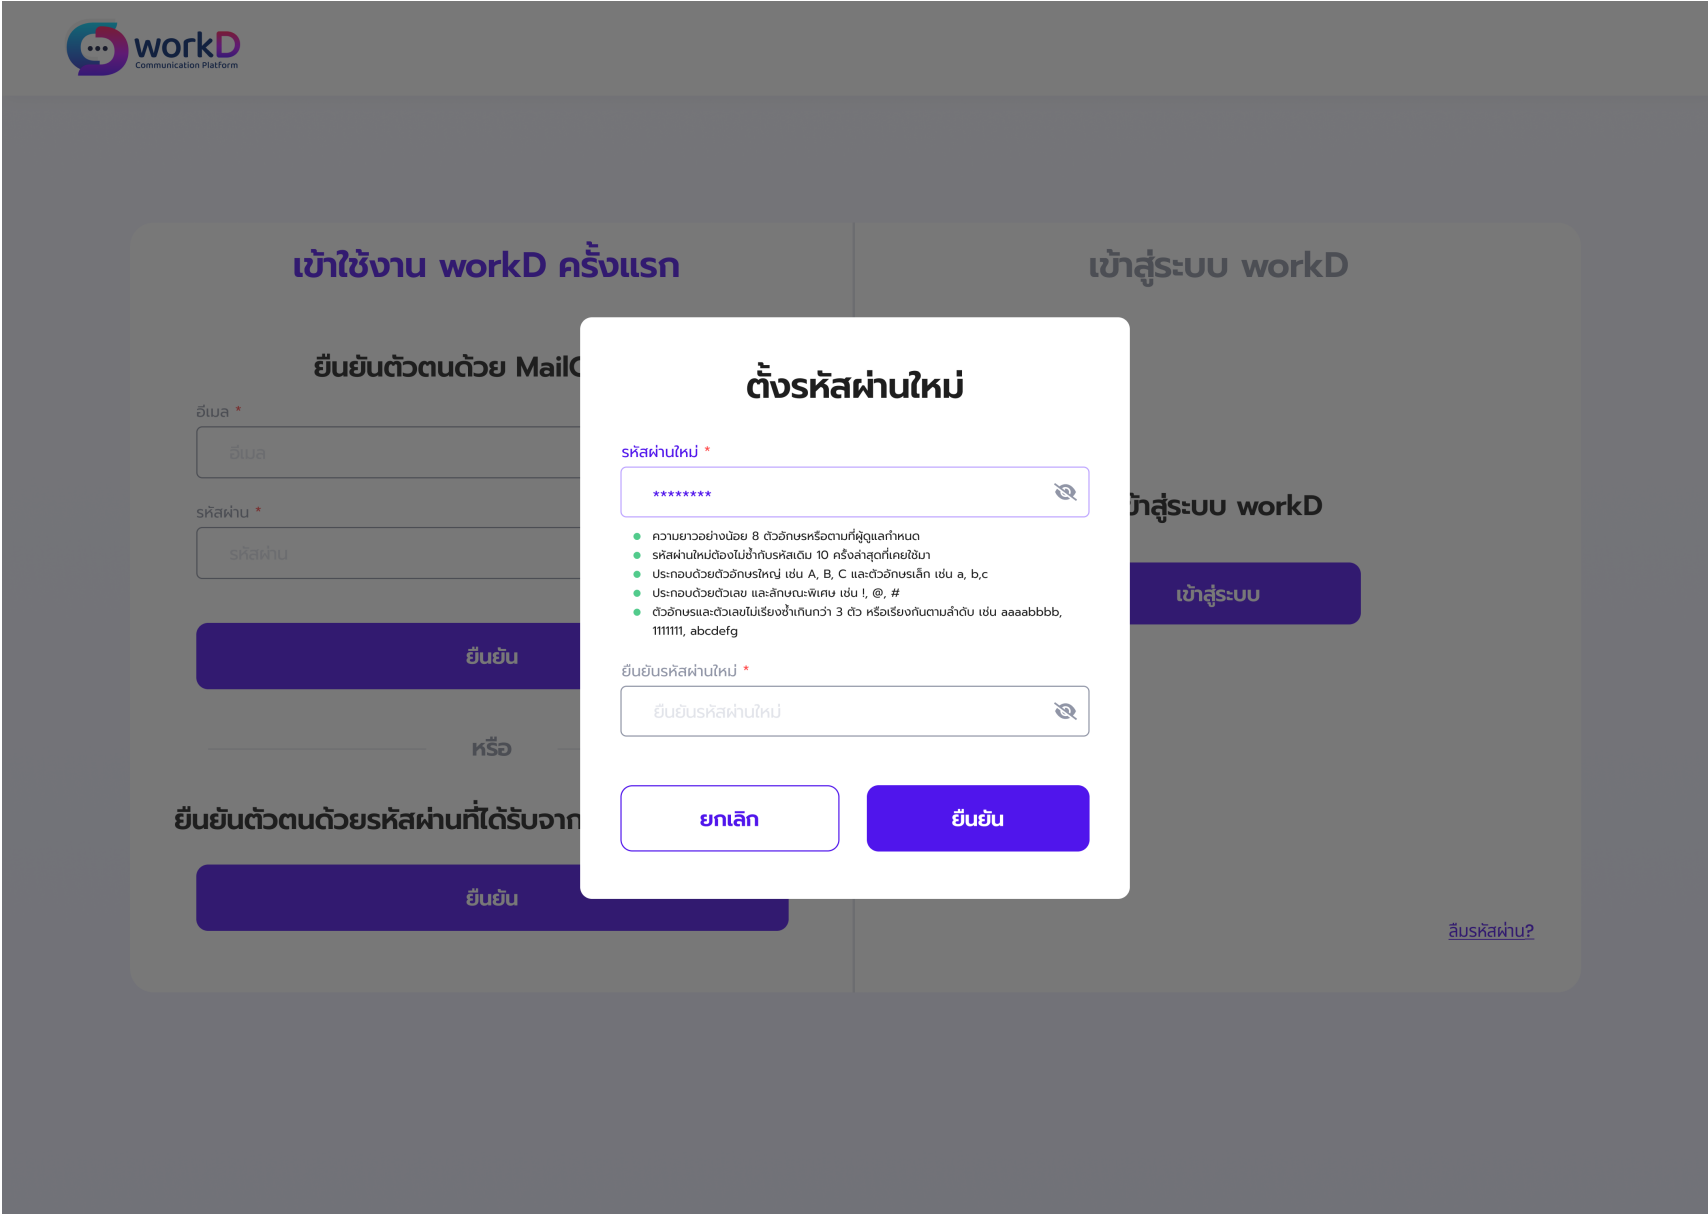 workD
Communication Platform
เข้าใช้งาน workD ครั้งแรก
เข้าสู่ระบบ workD
ยืนยันตัวตนด้วย Mail
อีเมล *
อีเมล
รหัสผ่าน *
รหัสผ่าน
ยืนยัน
หรือ
ยืนยันตัวตนด้วยรหัสผ่านที่ได้รับจาก
ยืนยัน
ตั้งรหัสผ่านใหม่
รหัสผ่านใหม่ *
********
ความยาวอย่างน้อย 8 ตัวอักษรหรือตามที่ผู้ดูแลกำหนด
รหัสผ่านใหม่ต้องไม่ซ้ำกับรหัสเดิม 10 ครั้งล่าสุดที่เคยใช้มา
ประกอบด้วยตัวอักษรใหญ่ เช่น A, B, C และตัวอักษรเล็ก เช่น a, b,c
ประกอบด้วยตัวเลข และลักษณะพิเศษ เช่น !, @, #
ตัวอักษรและตัวเลขไม่เรียงซ้ำเกินกว่า 3 ตัว หรือเรียงกันตามลำดับ เช่น aaaabbbb,
1111111, abcdefg
ยืนยันรหัสผ่านใหม่ *
ยืนยันรหัสผ่านใหม่
ยกเลิก
ยืนยัน
ข้าสู่ระบบ workD
เข้าสู่ระบบ
ลืมรหัสผ่าน?